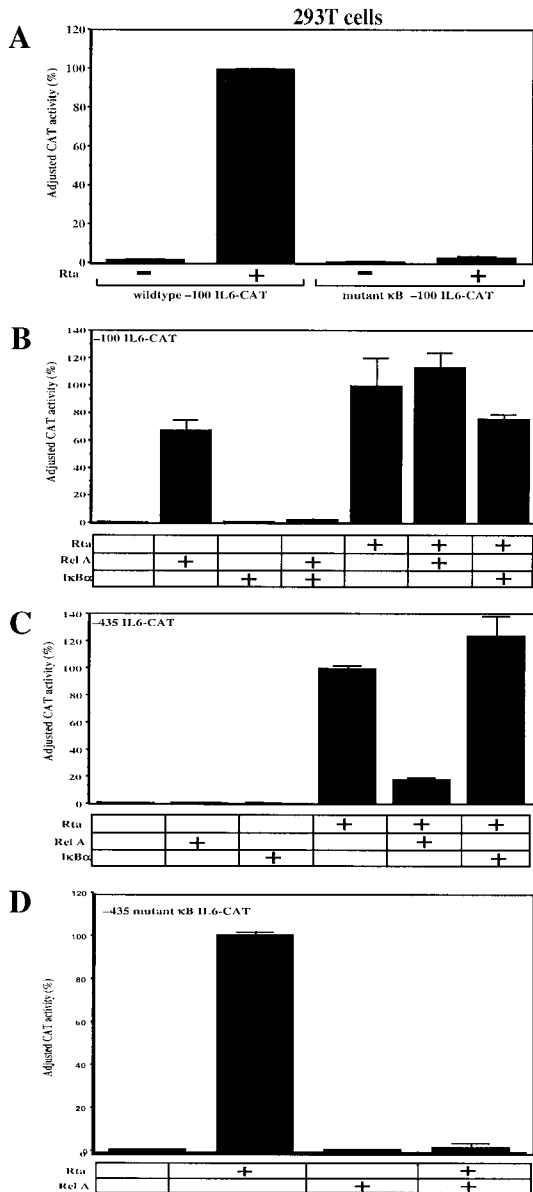 293T cells
A
Adjusted CAT activity (%)
120
100
80
60
40
20
0
Rta
− + − +
wildtype −100 IL6-CAT
mutant κB −100 IL6-CAT
B
−100 IL6-CAT
Adjusted CAT activity (%)
140
120
100
80
60
40
20
0
Rta + + +
Rel A + + +
IκBα + + +
C
−435 IL6-CAT
Adjusted CAT activity (%)
140
120
100
80
60
40
20
0
Rta + + +
Rel A + +
IκBα + +
D
−435 mutant κB IL6-CAT
Adjusted CAT activity (%)
120
100
80
60
40
20
0
Rta + +
Rel A + +